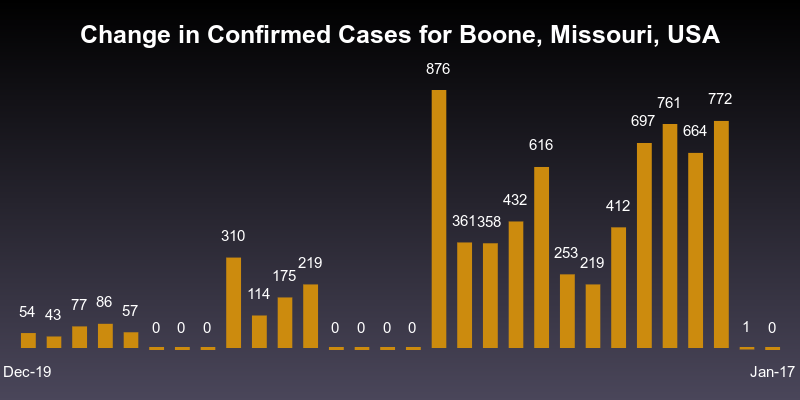 Change in Confirmed Cases for Boone, Missouri, USA
54 43 77 86 57 0 0 0 310 114 175 219 0 0 0 0 876 361 358 432 616 253 219 412 697 761 664 772 1 0
Dec-19 Jan-17